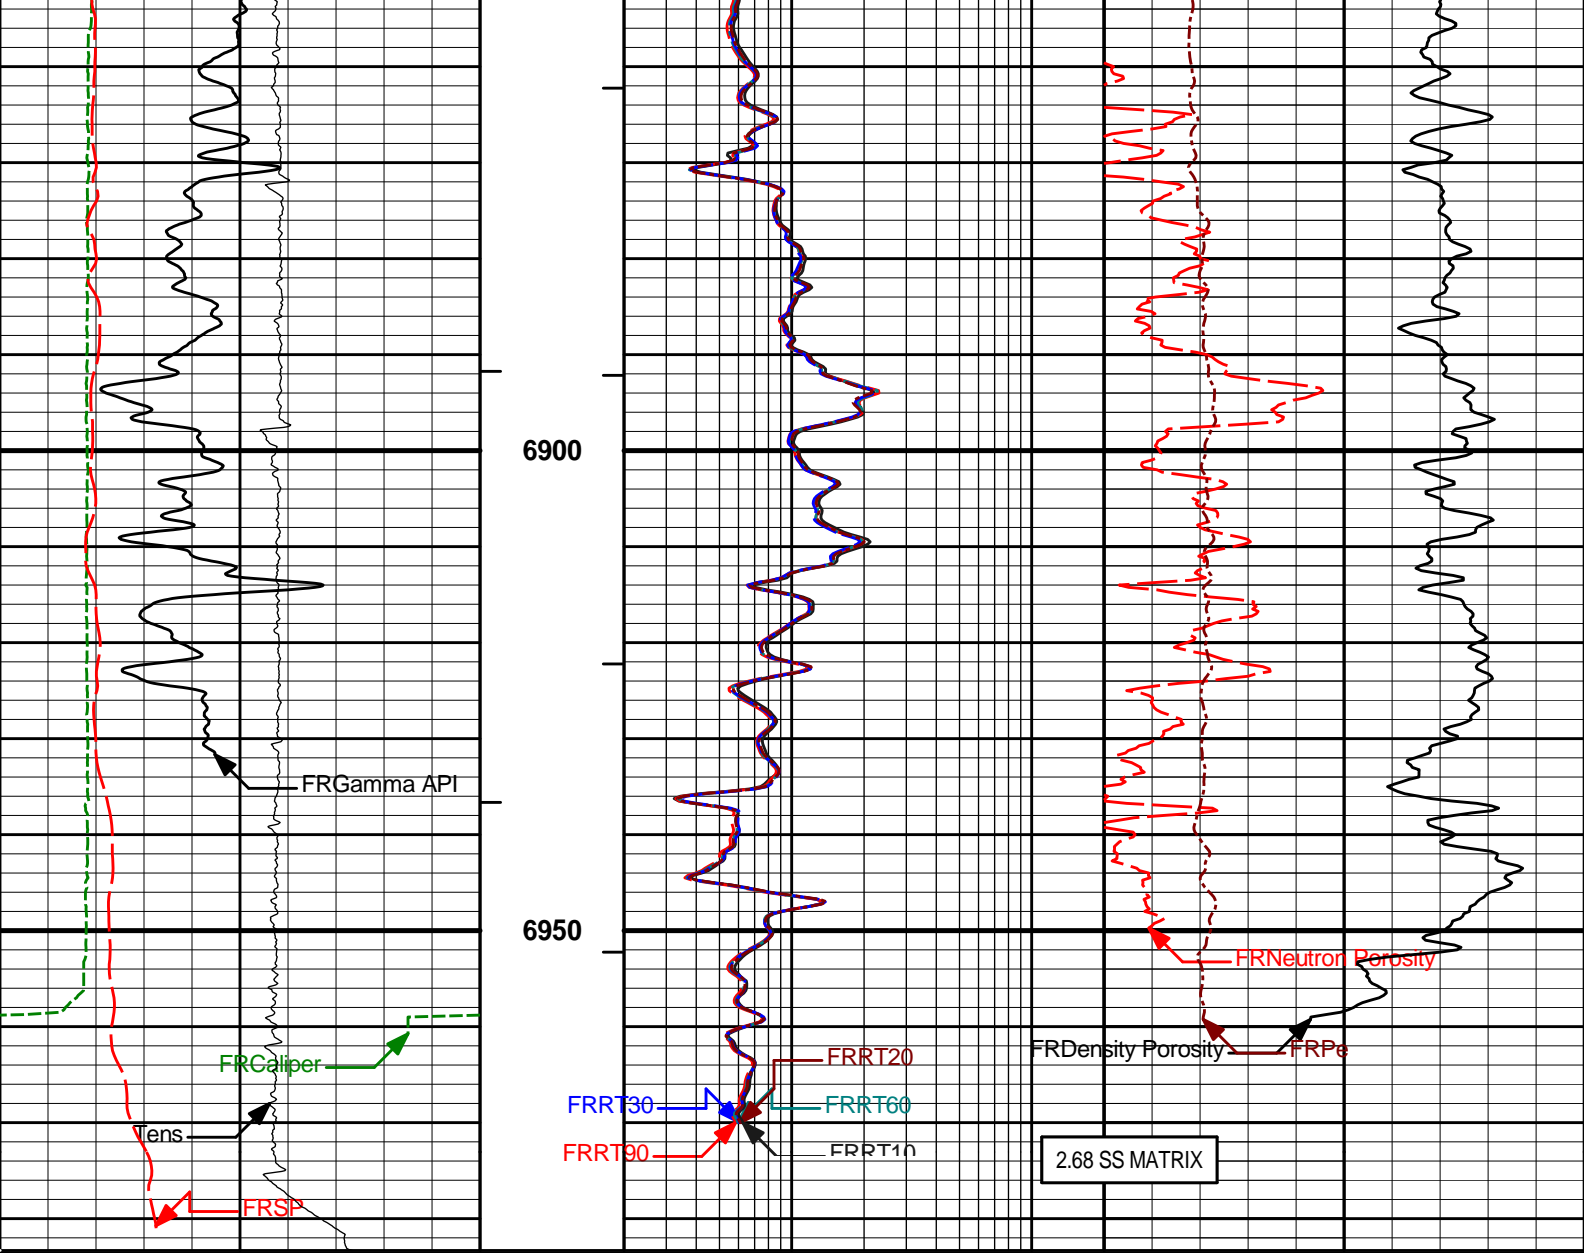 6900
FRGamma API
6950
FRNeutron Porosity
FRDensity Porosity
FRPe
FRCaliper
FRRT20
FRRT30
FRRT60
Tens
FRRT90
FRRT10
2.68 SS MATRIX
FRSP